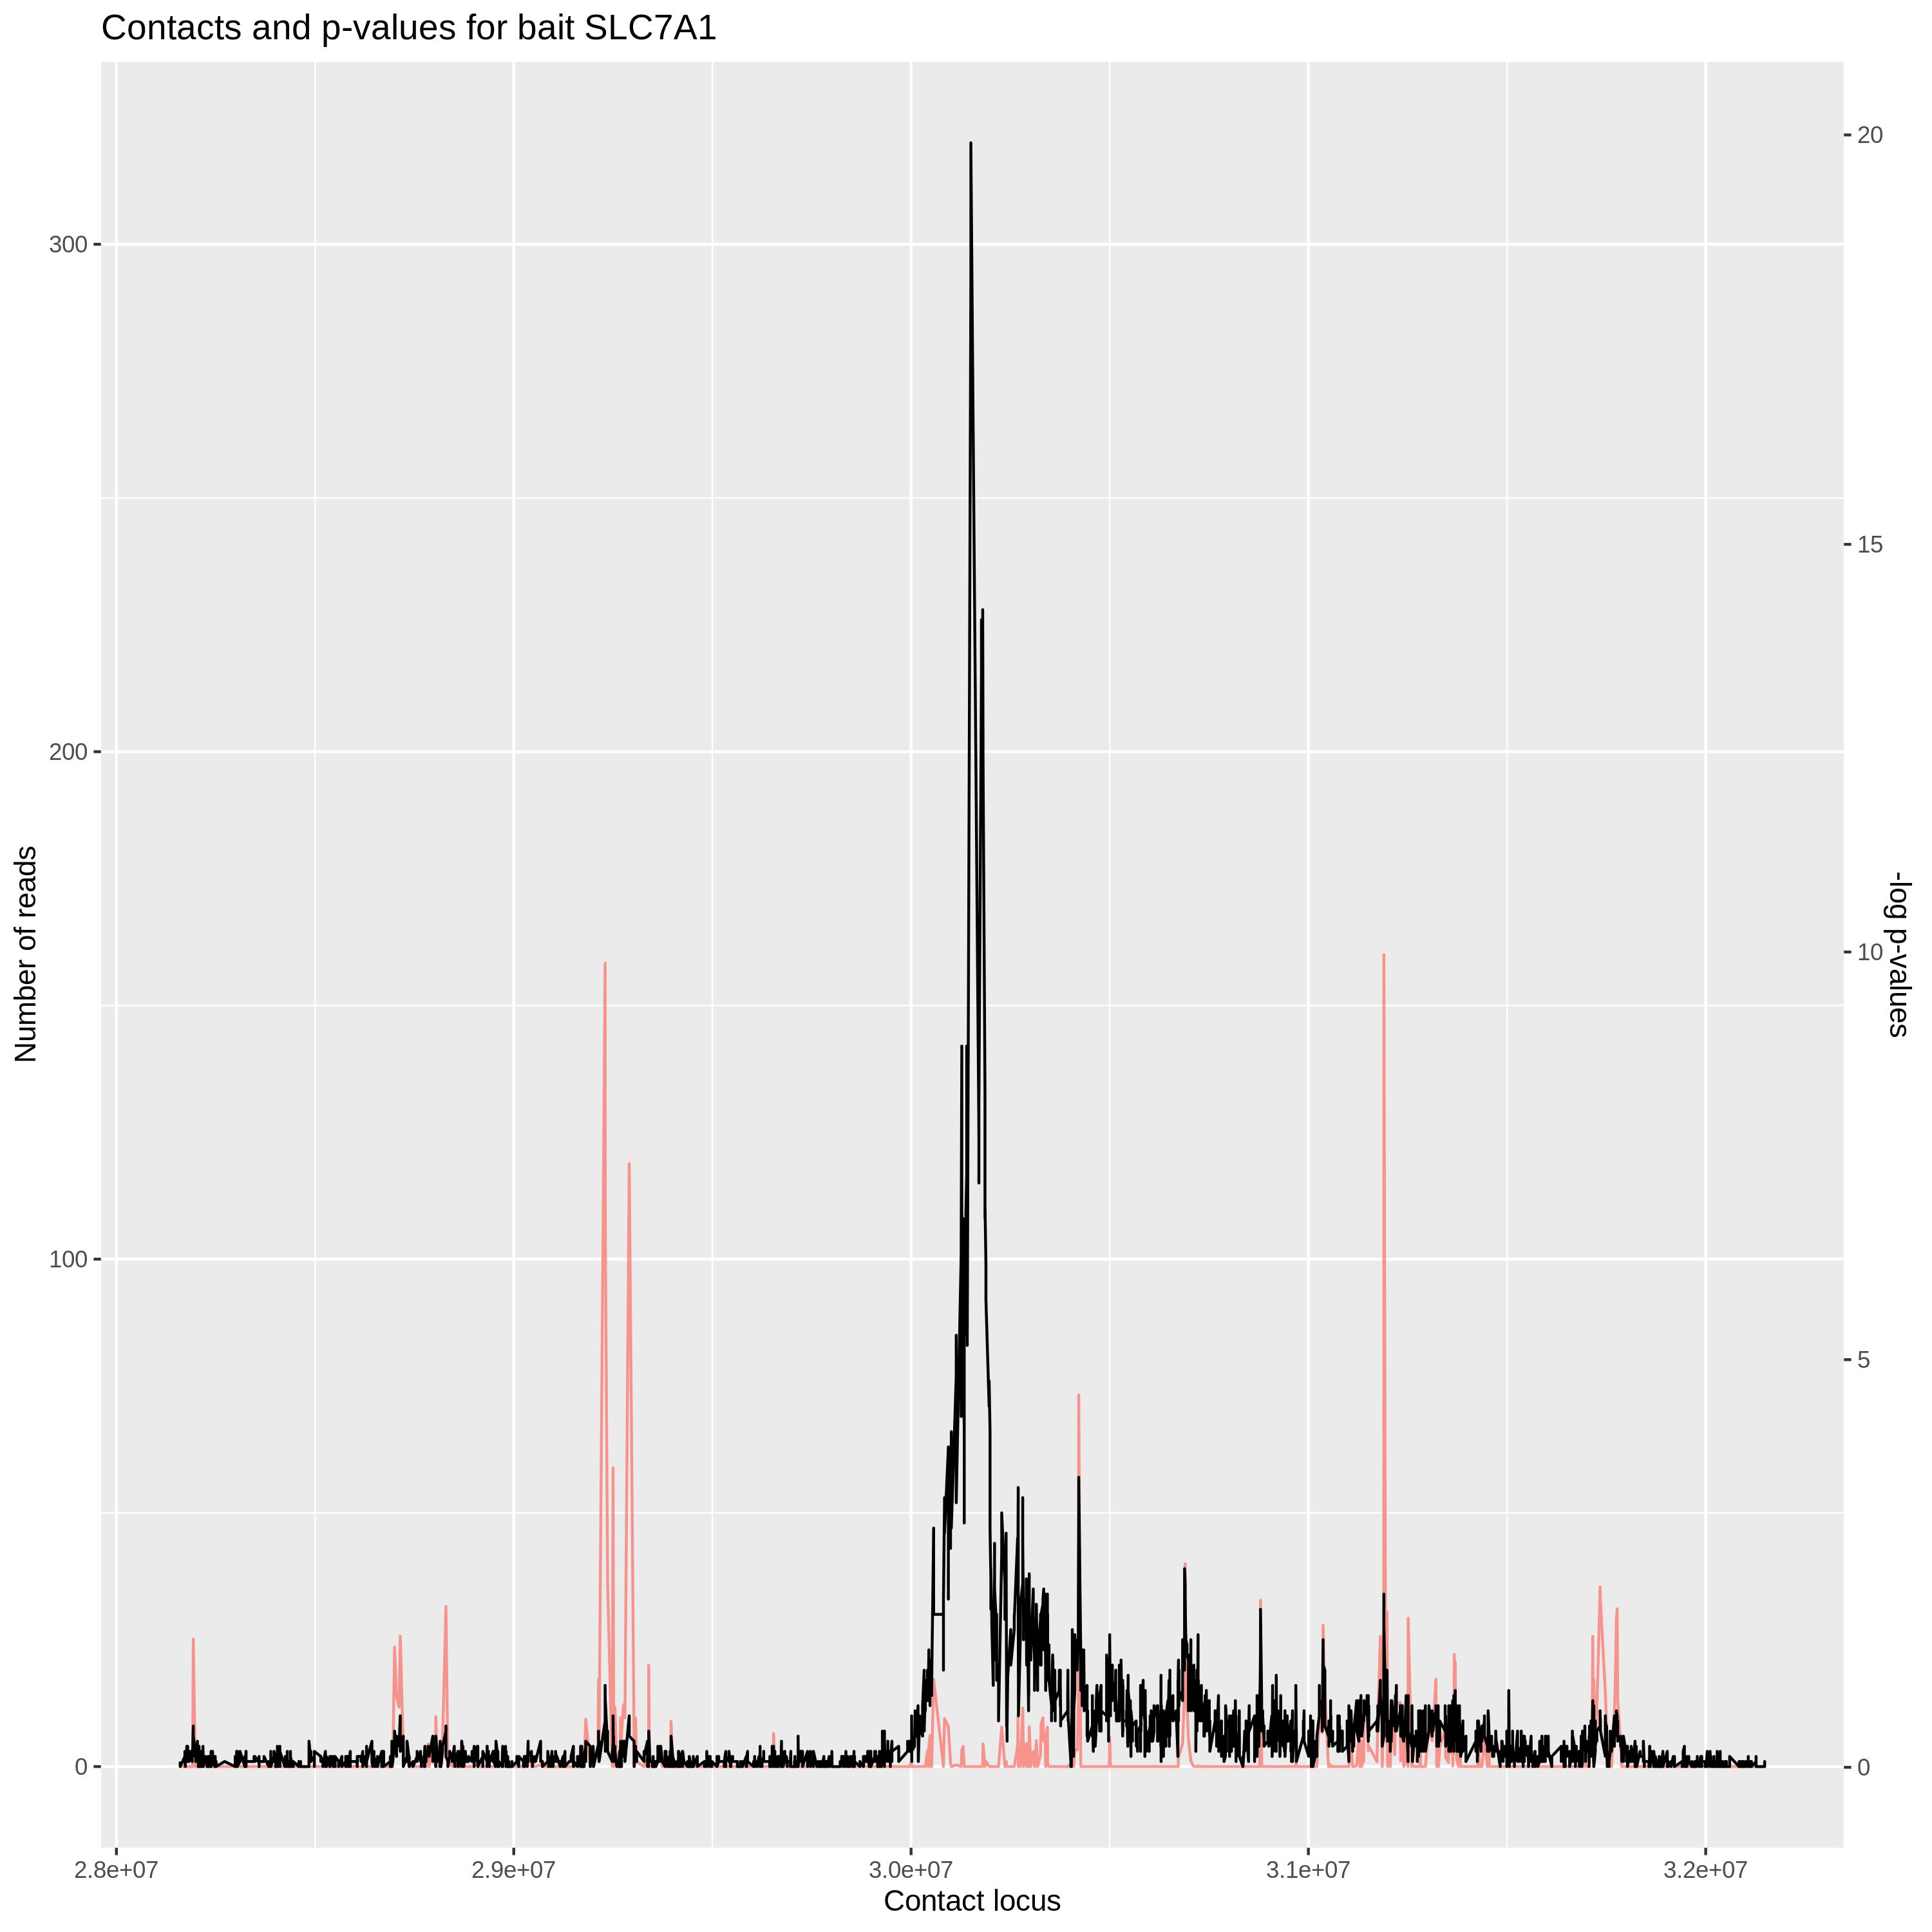 Contacts and p-values for bait SLC7A1
300
200
100
0
Number of reads
20
15
10
5
0
-log p-values
2.8e+07 2.9e+07 3.0e+07 3.1e+07 3.2e+07
Contact locus